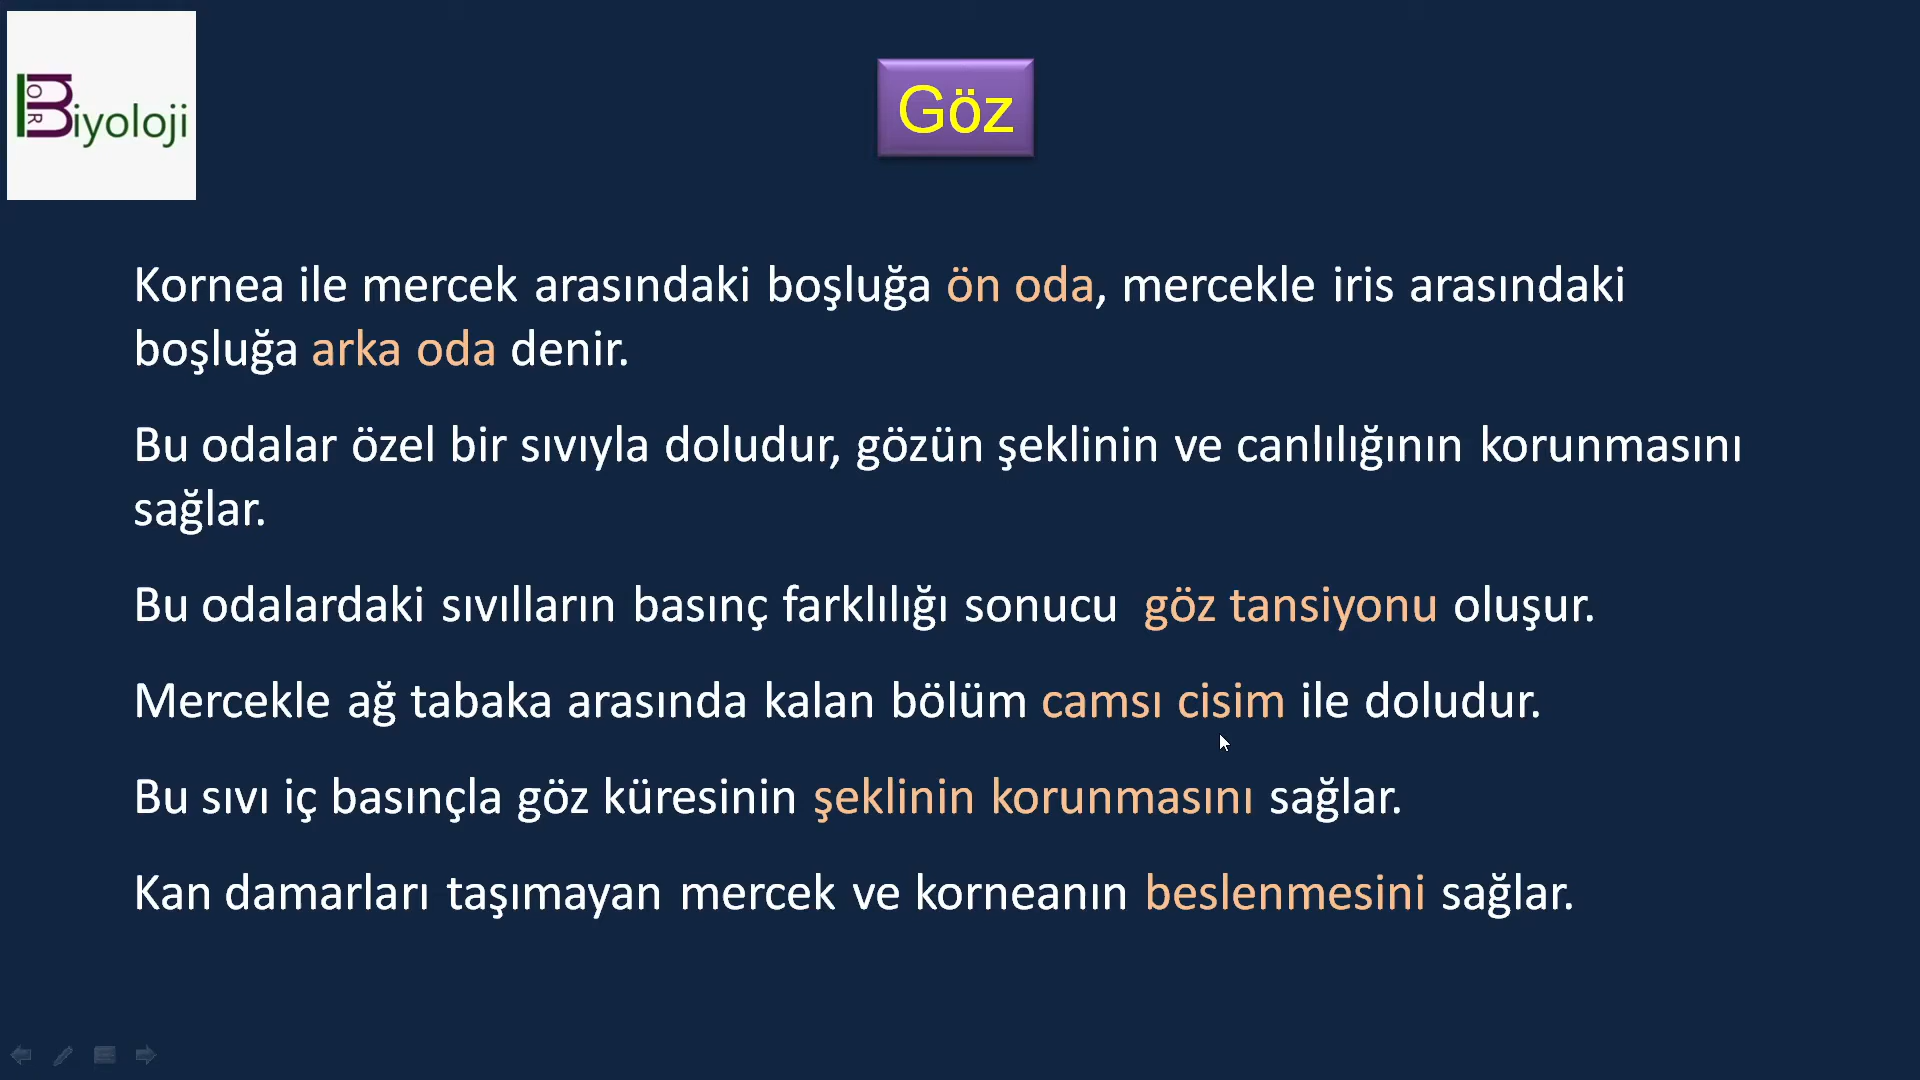 BOR
Biyoloji
Göz
Kornea ile mercek arasındaki boşluğa ön oda, mercekle iris arasındaki
boşluğa arka oda denir.
Bu odalar özel bir sıvıyla doludur, gözün şeklinin ve canlılığının korunmasını
sağlar.
Bu odalardaki sıvılların basınç farklılığı sonucu göz tansiyonu oluşur.
Mercekle ağ tabaka arasında kalan bölüm camsı cisim ile doludur.
Bu sıvı iç basınçla göz küresinin şeklinin korunmasını sağlar.
Kan damarları taşımayan mercek ve korneanın beslenmesini sağlar.